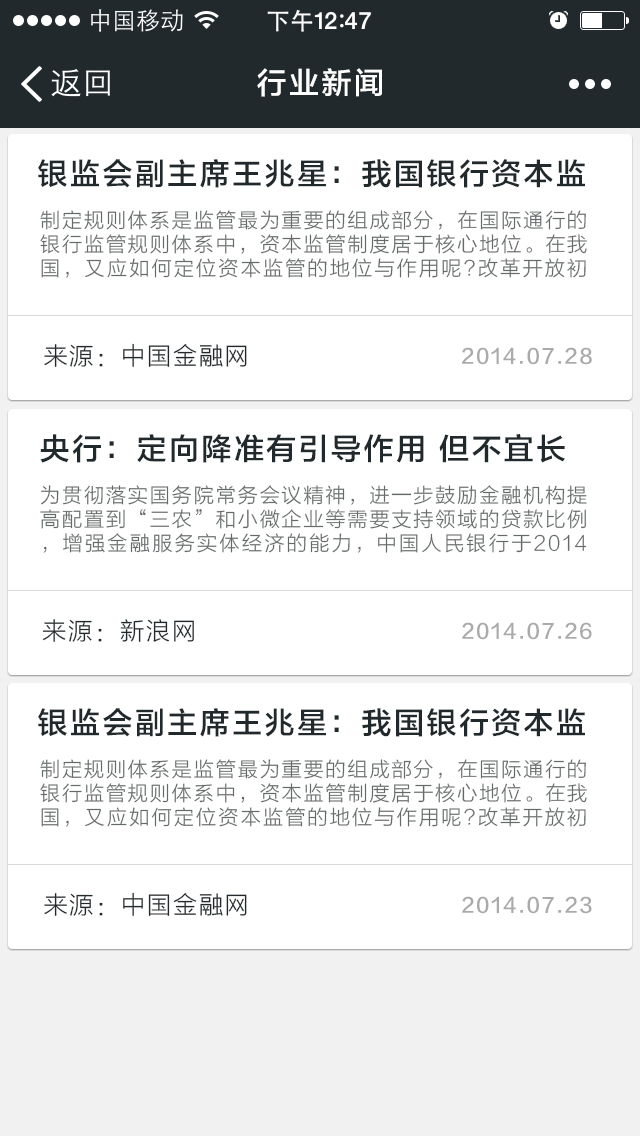 中国移动 下午12:47
返回 行业新闻
银监会副主席王兆星：我国银行资本监
制定规则体系是监管最为重要的组成部分，在国际通行的
银行监管规则体系中，资本监管制度居于核心地位。在我
国，又应如何定位资本监管的地位与作用呢?改革开放初
来源：中国金融网 2014.07.28
央行：定向降准有引导作用 但不宜长
为贯彻落实国务院常务会议精神，进一步鼓励金融机构提
高配置到“三农”和小微企业等需要支持领域的贷款比例
，增强金融服务实体经济的能力，中国人民银行于2014
来源：新浪网 2014.07.26
银监会副主席王兆星：我国银行资本监
制定规则体系是监管最为重要的组成部分，在国际通行的
银行监管规则体系中，资本监管制度居于核心地位。在我
国，又应如何定位资本监管的地位与作用呢?改革开放初
来源：中国金融网 2014.07.23